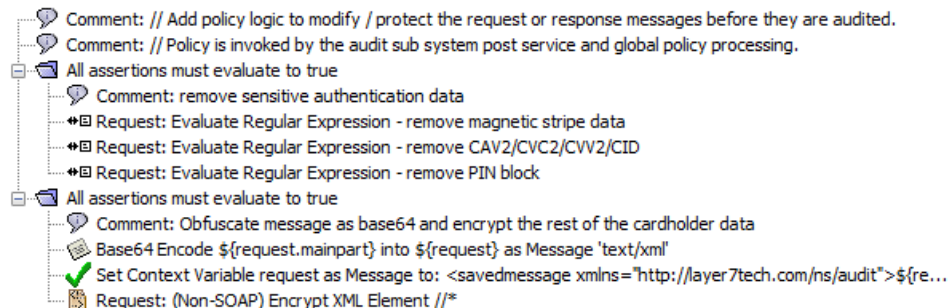 Comment: // Add policy logic to modify / protect the request or response messages before they are audited.
Comment: // Policy is invoked by the audit sub system post service and global policy processing.
All assertions must evaluate to true
Comment: remove sensitive authentication data
Request: Evaluate Regular Expression - remove magnetic stripe data
Request: Evaluate Regular Expression - remove CAV2/CVC2/CVV2/CID
Request: Evaluate Regular Expression - remove PIN block
All assertions must evaluate to true
Comment: Obfuscate message as base64 and encrypt the rest of the cardholder data
Base64 Encode ${request.mainpart} into ${request} as Message 'text/xml'
Set Context Variable request as Message to: <savedmessage xmlns="http://layer7tech.com/ns/audit">${re...
Request: (Non-SOAP) Encrypt XML Element //*